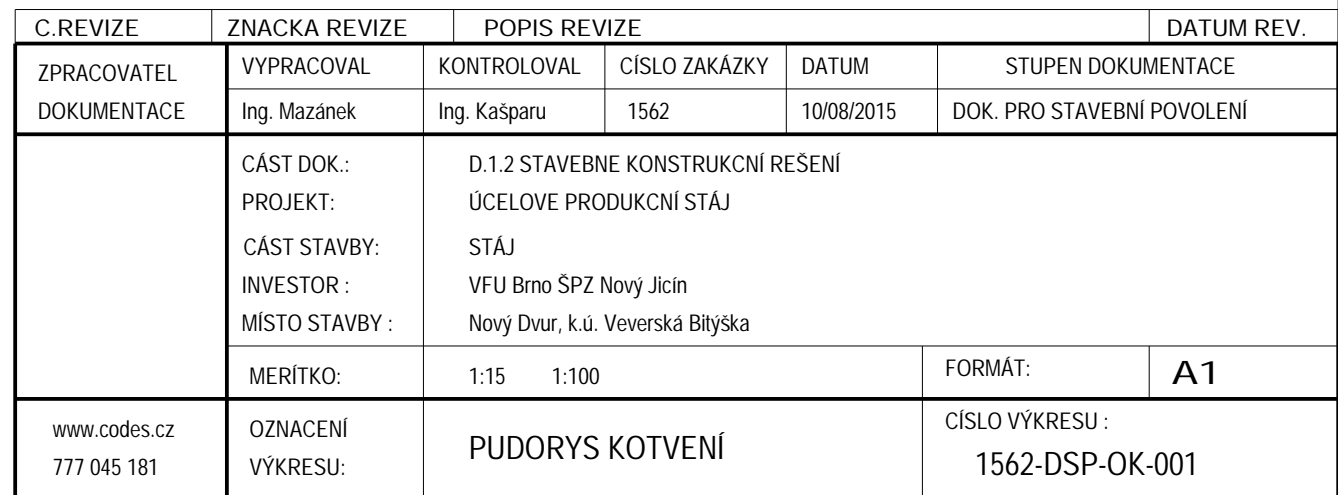 C.REVIZE ZNACKA REVIZE POPIS REVIZE DATUM REV.
ZPRACOVATEL DOKUMENTACE
VYPRACOVAL KONTROLOVAL CÍSLO ZAKÁZKY DATUM STUPEN DOKUMENTACE
Ing. Mazánek Ing. Kašparu 1562 10/08/2015 DOK. PRO STAVEBNÍ POVOLENÍ
CÁST DOK.: D.1.2 STAVEBNE KONSTRUKCNÍ REŠENÍ
PROJEKT: ÚCELOVE PRODUKCNÍ STÁJ
CÁST STAVBY: STÁJ
INVESTOR : VFU Brno ŠPZ Nový Jicín
MÍSTO STAVBY : Nový Dvur, k.ú. Veverská Bitýška
MERÍTKO: 1:15 1:100 FORMÁT: A1
www.codes.cz
777 045 181
OZNACENÍ
VÝKRESU:
PUDORYS KOTVENÍ
CÍSLO VÝKRESU :
1562-DSP-OK-001